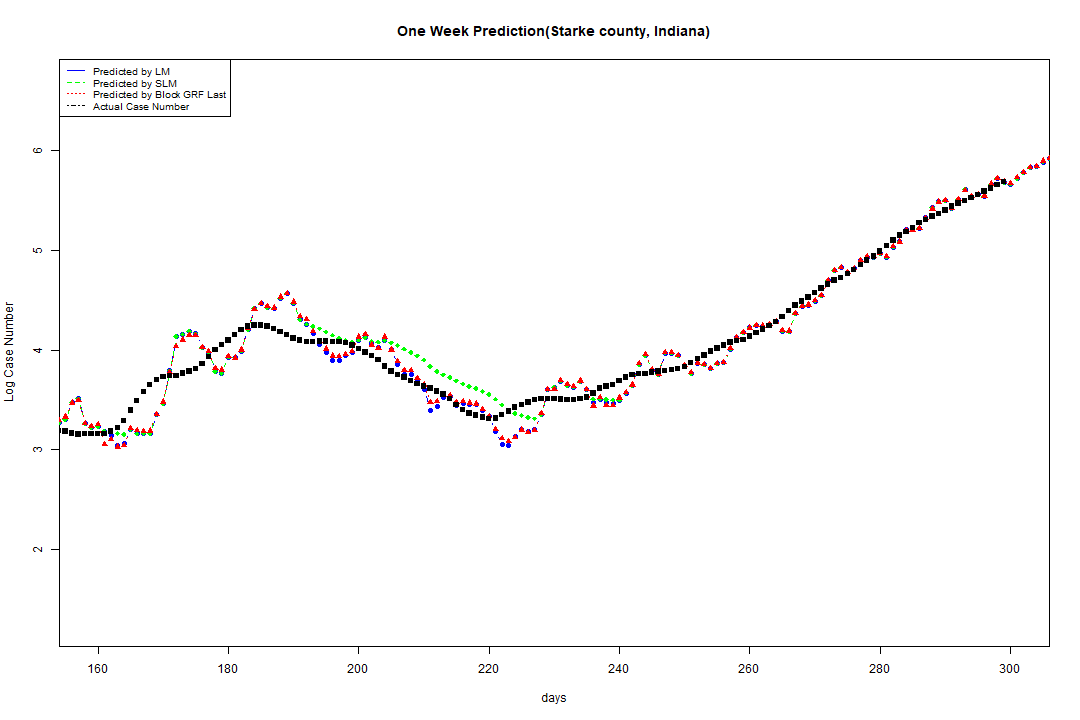 One Week Prediction(Starke county, Indiana)
Predicted by LM
Predicted by SLM
Predicted by Block GRF Last
Actual Case Number
Log Case Number
6
5
4
3
2
160 180 200 220 240 260 280 300
days